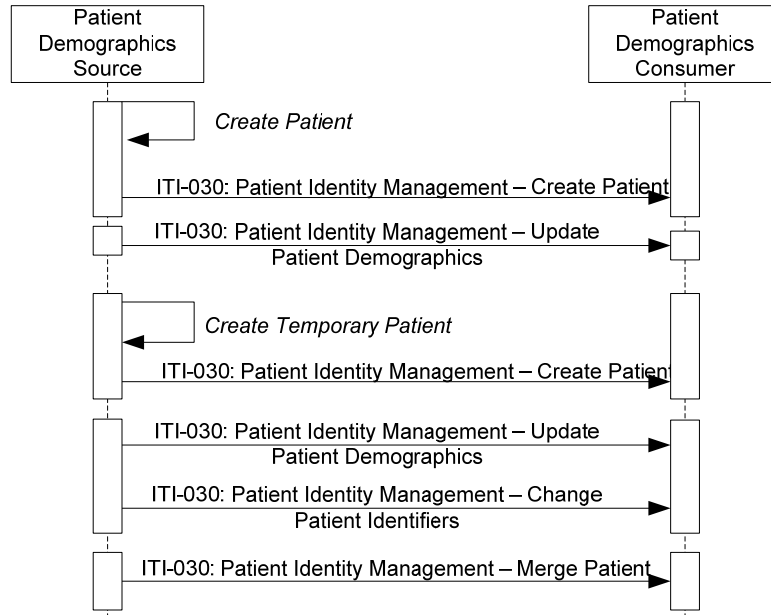 Patient
Demographics
Source
Patient
Demographics
Consumer
Create Patient
ITI-030: Patient Identity Management – Create Patient
ITI-030: Patient Identity Management – Update
Patient Demographics
Create Temporary Patient
ITI-030: Patient Identity Management – Create Patient
ITI-030: Patient Identity Management – Update
Patient Demographics
ITI-030: Patient Identity Management – Change
Patient Identifiers
ITI-030: Patient Identity Management – Merge Patient